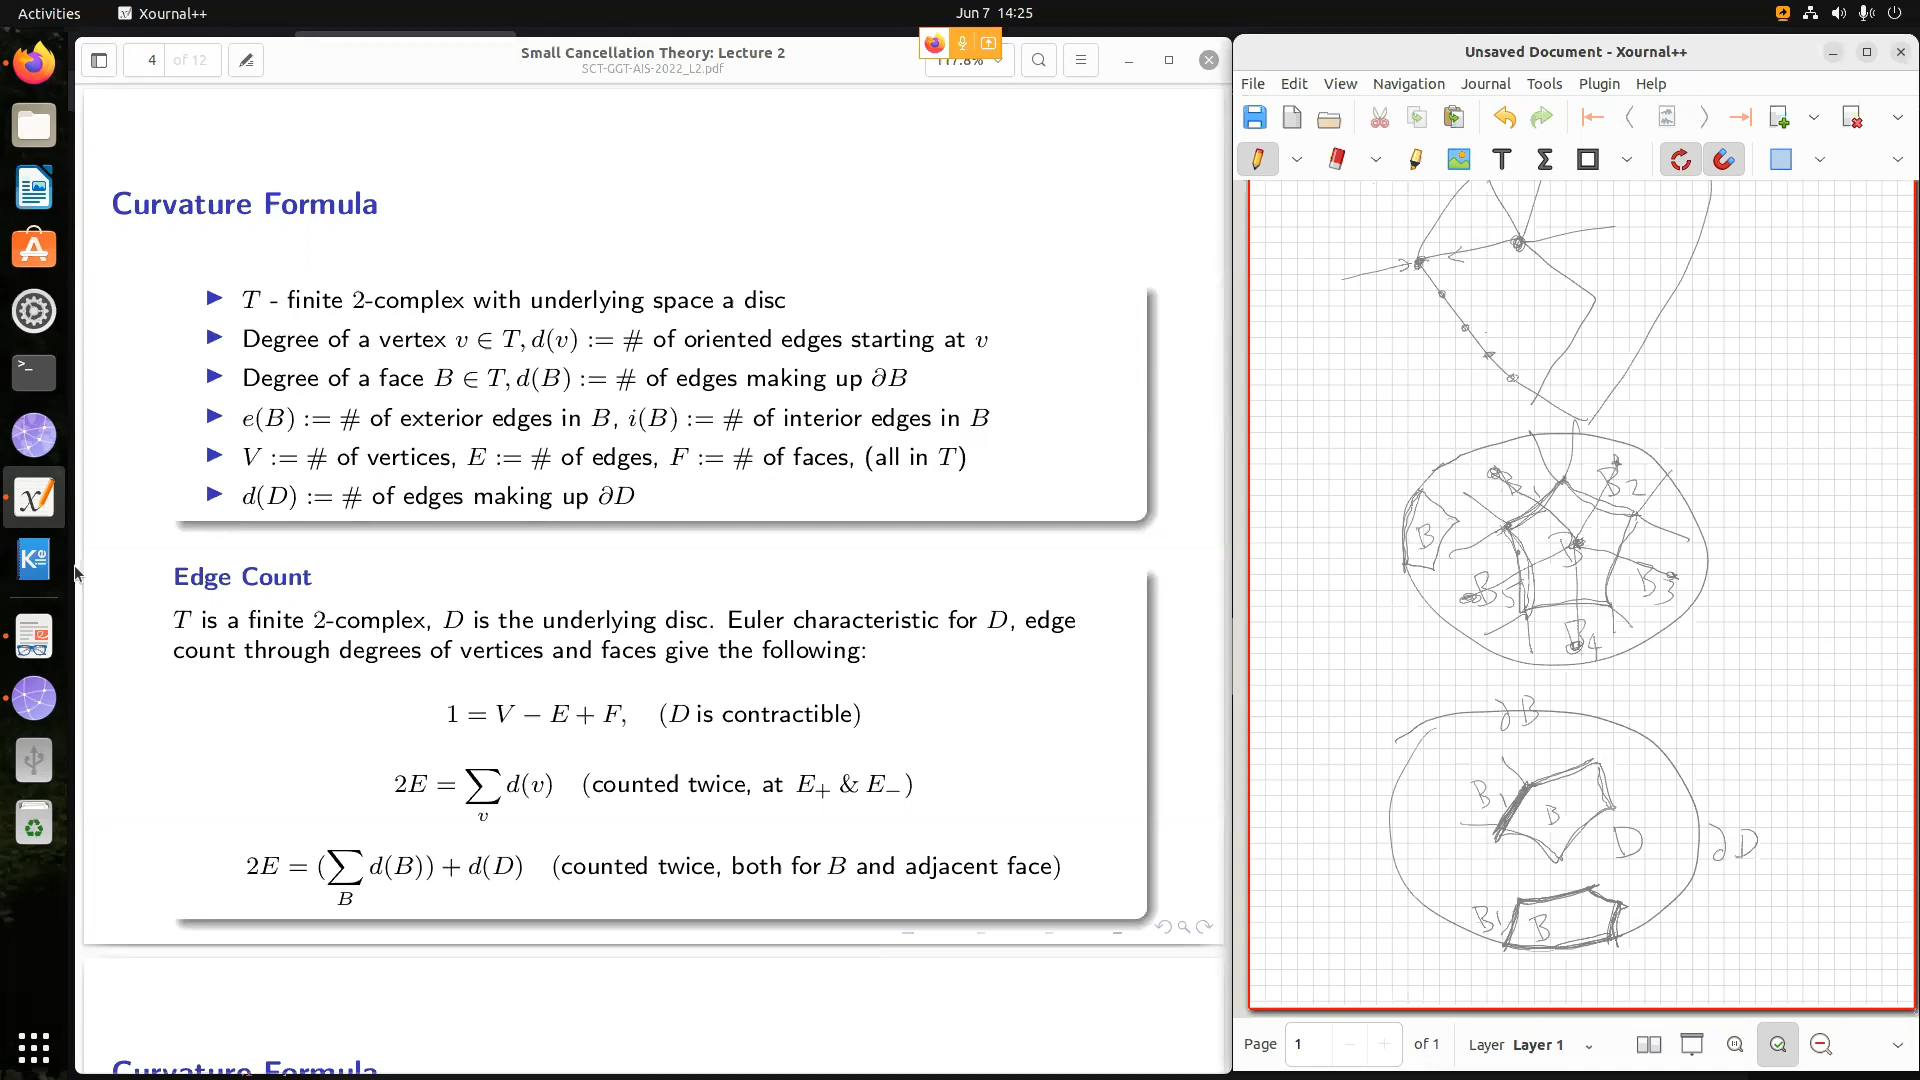 Activities
Xournal++
Jun 7 14:25
4 of 12
Small Cancellation Theory: Lecture 2
SCT-GGT-AIS-2022_L2.pdf
Curvature Formula
T - finite 2-complex with underlying space a disc
Degree of a vertex v ∈ T, d(v) := # of oriented edges starting at v
Degree of a face B ∈ T, d(B) := # of edges making up ∂B
e(B) := # of exterior edges in B, i(B) := # of interior edges in B
V := # of vertices, E := # of edges, F := # of faces, (all in T)
d(D) := # of edges making up ∂D
Edge Count
T is a finite 2-complex, D is the underlying disc. Euler characteristic for D, edge
count through degrees of vertices and faces give the following:
1 = V − E + F, (D is contractible)
2E = ∑_v d(v) (counted twice, at E₊ & E₋)
2E = (∑_B d(B)) + d(D) (counted twice, both for B and adjacent face)
Unsaved Document - Xournal++
File Edit View Navigation Journal Tools Plugin Help
B₁
B₂
B
B
B₃
B₅
B₄
∂B
B₁
B
D
∂D
B₁
B
Page 1 of 1 Layer Layer 1